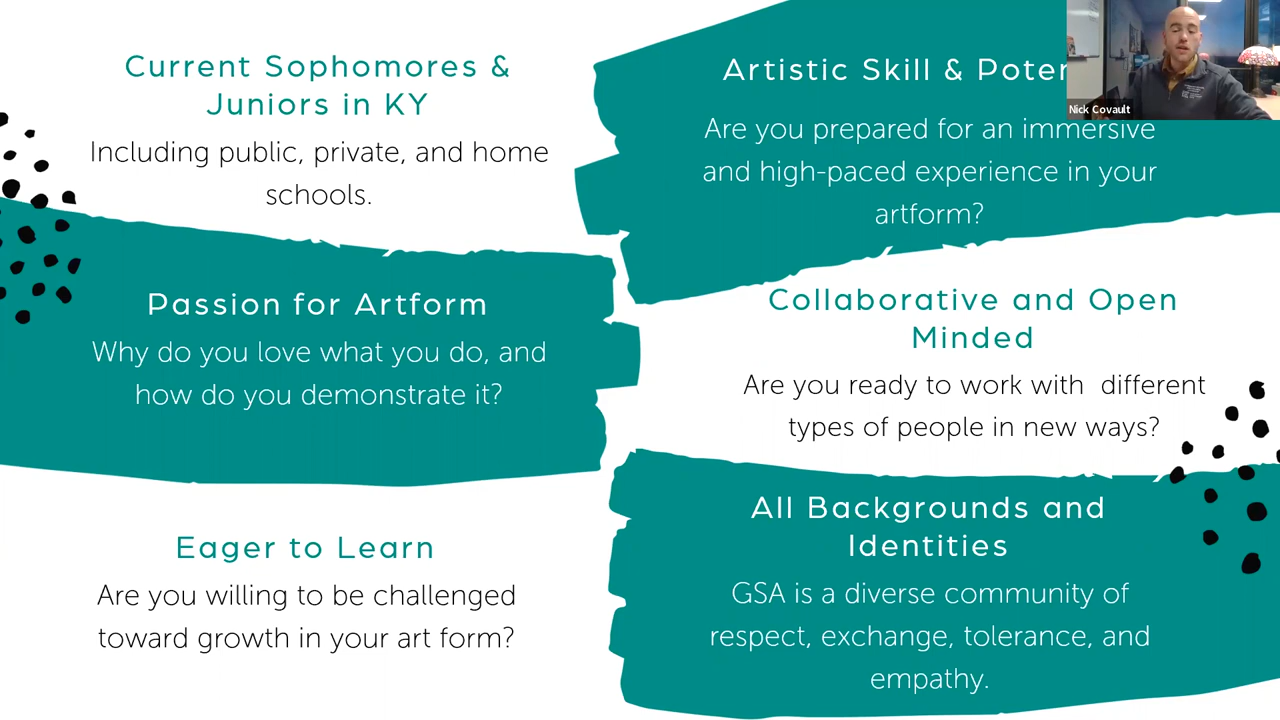 Current Sophomores &
Juniors in KY
Including public, private, and home
schools.
Passion for Artform
Why do you love what you do, and
how do you demonstrate it?
Eager to Learn
Are you willing to be challenged
toward growth in your art form?
Artistic Skill &
Are you prepared for an immersive
and high-paced experience in your
artform?
Collaborative and Open
Minded
Are you ready to work with different
types of people in new ways?
All Backgrounds and
Identities
GSA is a diverse community of
respect, exchange, tolerance, and
empathy.
Nick Covault